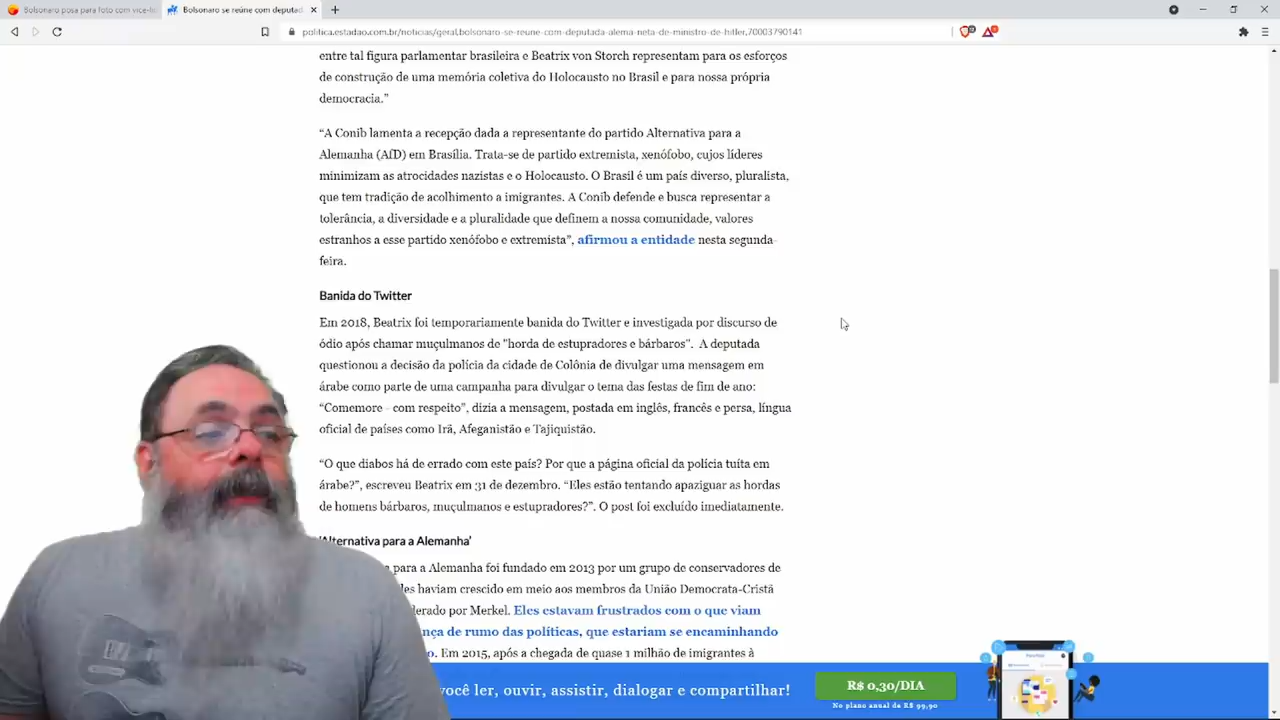 Bolsonaro posa para foto com vice-líd
Bolsonaro se reúne com deputad
politica.estadao.com.br/noticias/geral,bolsonaro-se-reune-com-deputada-alema-neta-de-ministro-de-hitler,70003790141
entre tal figura parlamentar brasileira e Beatrix von Storch representam para os esforços
de construção de uma memória coletiva do Holocausto no Brasil e para nossa própria
democracia.”
“A Conib lamenta a recepção dada a representante do partido Alternativa para a
Alemanha (AfD) em Brasília. Trata-se de partido extremista, xenófobo, cujos líderes
minimizam as atrocidades nazistas e o Holocausto. O Brasil é um país diverso, pluralista,
que tem tradição de acolhimento a imigrantes. A Conib defende e busca representar a
tolerância, a diversidade e a pluralidade que definem a nossa comunidade, valores
estranhos a esse partido xenófobo e extremista”, afirmou a entidade nesta segunda-
feira.
Banida do Twitter
Em 2018, Beatrix foi temporariamente banida do Twitter e investigada por discurso de
ódio após chamar muçulmanos de "horda de estupradores e bárbaros". A deputada
questionou a decisão da polícia da cidade de Colônia de divulgar uma mensagem em
árabe como parte de uma campanha para divulgar o tema das festas de fim de ano:
“Comemore - com respeito”, dizia a mensagem, postada em inglês, francês e persa, língua
oficial de países como Irã, Afeganistão e Tajiquistão.
“O que diabos há de errado com este país? Por que a página oficial da polícia tuíta em
árabe?”, escreveu Beatrix em 31 de dezembro. “Eles estão tentando apaziguar as hordas
de homens bárbaros, muçulmanos e estupradores?”. O post foi excluído imediatamente.
'Alternativa para a Alemanha'
para a Alemanha foi fundado em 2013 por um grupo de conservadores de
les haviam crescido em meio aos membros da União Democrata-Cristã
derado por Merkel. Eles estavam frustrados com o que viam
nça de rumo das políticas, que estariam se encaminhando
o. Em 2015, após a chegada de quase 1 milhão de imigrantes à
você ler, ouvir, assistir, dialogar e compartilhar!
R$ 0,30/DIA
No plano anual de R$ 99,90